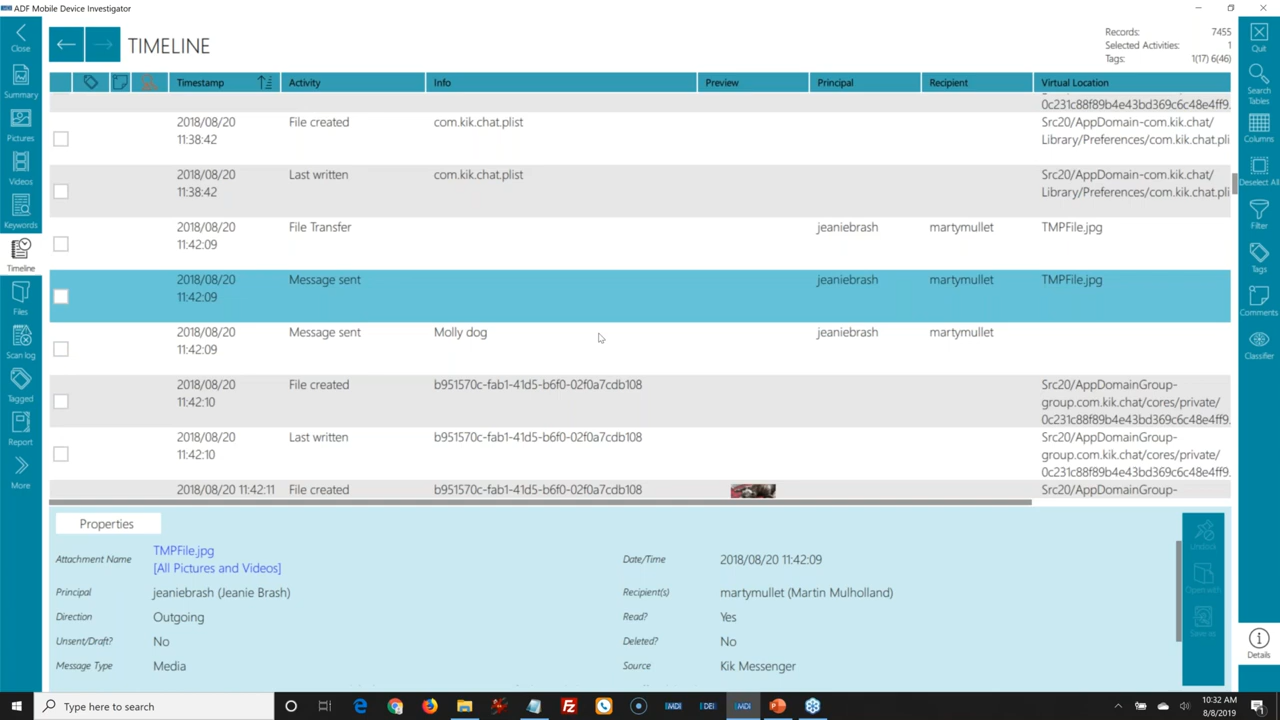 ADF Mobile Device Investigator
Close
Summary
Pictures
Videos
Keywords
Timeline
Files
Scan log
Tagged
Report
More
TIMELINE
Records: 7455
Selected Activities: 1
Tags: 1(17) 6(46)
Timestamp Activity Info Preview Principal Recipient Virtual Location
0c231c88f89b4e43bd369c6c48e4ff9.
2018/08/20 File created com.kik.chat.plist Src20/AppDomain-com.kik.chat/
11:38:42 Library/Preferences/com.kik.chat.pli
2018/08/20 Last written com.kik.chat.plist Src20/AppDomain-com.kik.chat/
11:38:42 Library/Preferences/com.kik.chat.pli
2018/08/20 File Transfer jeaniebrash martymullet TMPFile.jpg
11:42:09
2018/08/20 Message sent jeaniebrash martymullet TMPFile.jpg
11:42:09
2018/08/20 Message sent Molly dog jeaniebrash martymullet
11:42:09
2018/08/20 File created b951570c-fab1-41d5-b6f0-02f0a7cdb108 Src20/AppDomainGroup-
11:42:10 group.com.kik.chat/cores/private/
0c231c88f89b4e43bd369c6c48e4ff9.
2018/08/20 Last written b951570c-fab1-41d5-b6f0-02f0a7cdb108 Src20/AppDomainGroup-
11:42:10 group.com.kik.chat/cores/private/
0c231c88f89b4e43bd369c6c48e4ff9.
2018/08/20 11:42:11 File created b951570c-fab1-41d5-b6f0-02f0a7cdb108 Src20/AppDomainGroup-
Properties
Attachment Name TMPFile.jpg Date/Time 2018/08/20 11:42:09
[All Pictures and Videos]
Principal jeaniebrash (Jeanie Brash) Recipient(s) martymullet (Martin Mulholland)
Direction Outgoing Read? Yes
Unsent/Draft? No Deleted? No
Message Type Media Source Kik Messenger
Undock
Open with
Save as
Quit
Search
Tables
Columns
Deselect All
Filter
Tags
Comments
Classifier
Details
Type here to search
MDI
DEI
MDI
10:32 AM
8/8/2019
1